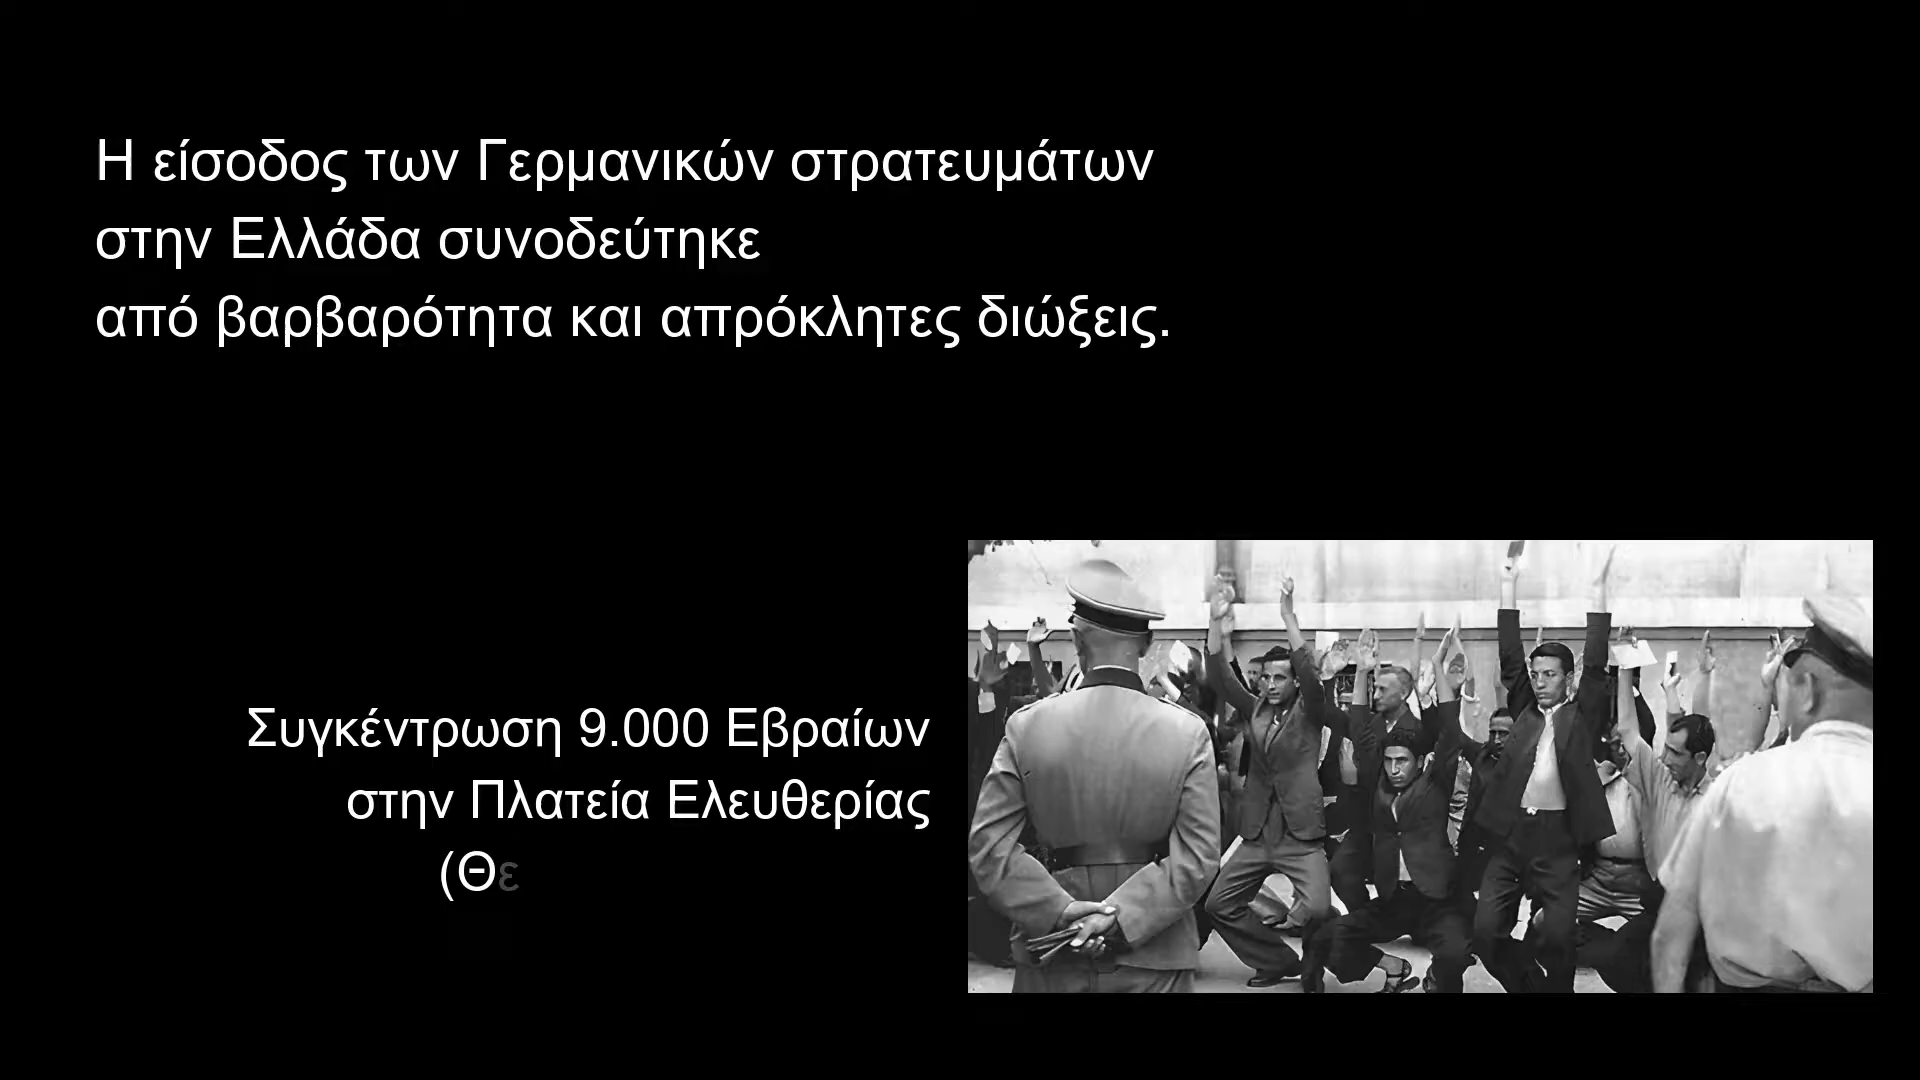 Η είσοδος των Γερμανικών στρατευμάτων
στην Ελλάδα συνοδεύτηκε
από βαρβαρότητα και απρόκλητες διώξεις.
Συγκέντρωση 9.000 Εβραίων
στην Πλατεία Ελευθερίας
(Θε